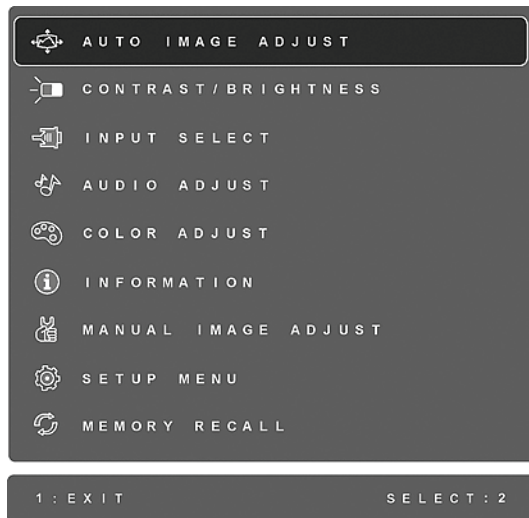 AUTO IMAGE ADJUST
CONTRAST/BRIGHTNESS
INPUT SELECT
AUDIO ADJUST
COLOR ADJUST
INFORMATION
MANUAL IMAGE ADJUST
SETUP MENU
MEMORY RECALL
1:EXIT SELECT:2